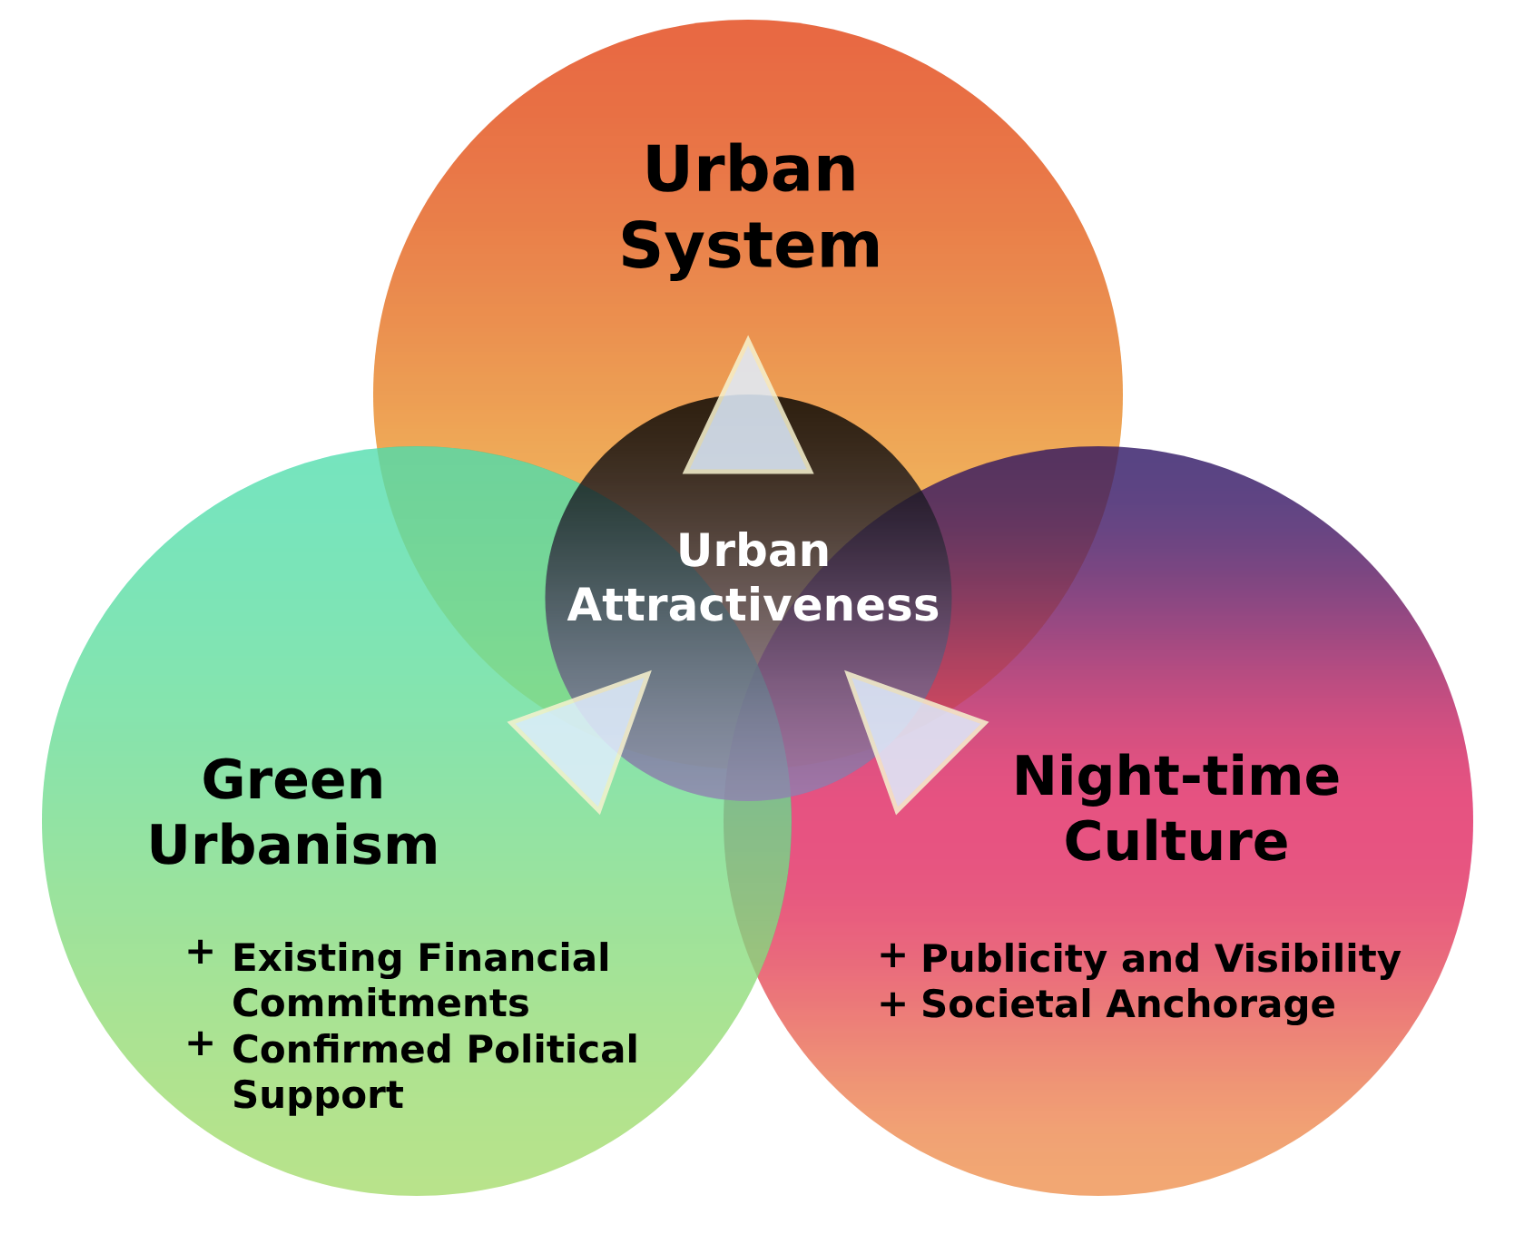 Urban
System
Urban
Attractiveness
Green
Urbanism
+ Existing Financial
Commitments
+ Confirmed Political
Support
Night-time
Culture
+ Publicity and Visibility
+ Societal Anchorage